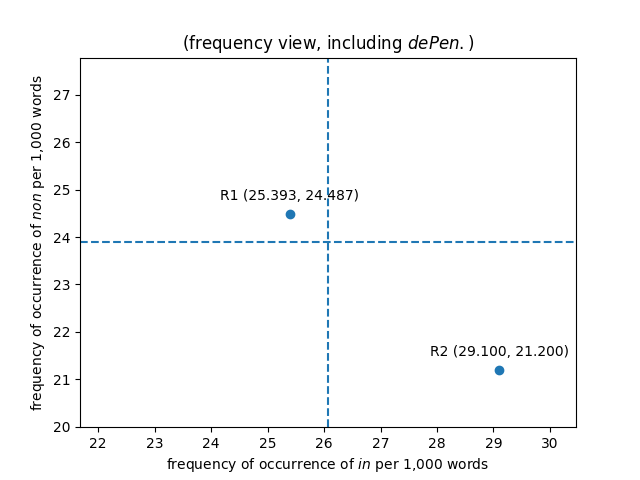 (frequency view, including dePen.)
frequency of occurrence of non per 1,000 words
27
26
25
24
23
22
21
20
R1 (25.393, 24.487)
R2 (29.100, 21.200)
22 23 24 25 26 27 28 29 30
frequency of occurrence of in per 1,000 words